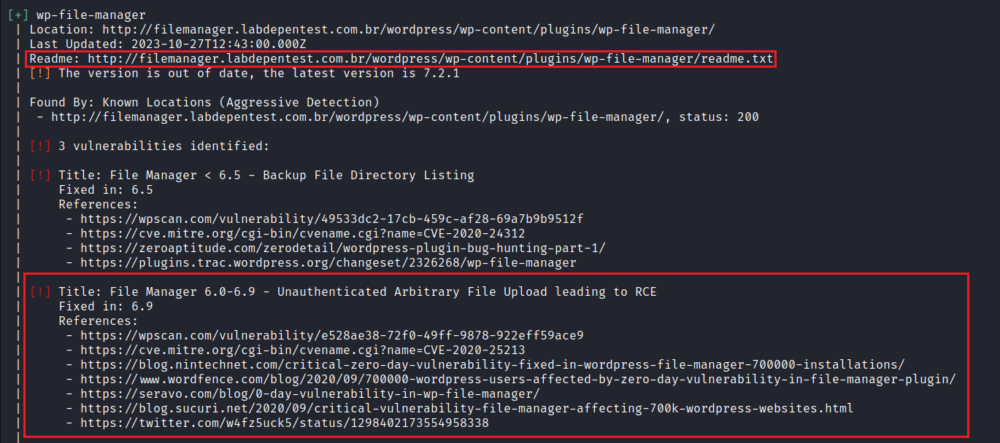 [+] wp-file-manager
| Location: http://filemanager.labdepentest.com.br/wordpress/wp-content/plugins/wp-file-manager/
| Last Updated: 2023-10-27T12:43:00.000Z
| Readme: http://filemanager.labdepentest.com.br/wordpress/wp-content/plugins/wp-file-manager/readme.txt
| [!] The version is out of date, the latest version is 7.2.1
|
| Found By: Known Locations (Aggressive Detection)
|  - http://filemanager.labdepentest.com.br/wordpress/wp-content/plugins/wp-file-manager/, status: 200
|
| [!] 3 vulnerabilities identified:
|
| [!] Title: File Manager < 6.5 - Backup File Directory Listing
|     Fixed in: 6.5
|     References:
|      - https://wpscan.com/vulnerability/49533dc2-17cb-459c-af28-69a7b9b9512f
|      - https://cve.mitre.org/cgi-bin/cvename.cgi?name=CVE-2020-24312
|      - https://zeroaptitude.com/zerodetail/wordpress-plugin-bug-hunting-part-1/
|      - https://plugins.trac.wordpress.org/changeset/2326268/wp-file-manager
|
| [!] Title: File Manager 6.0-6.9 - Unauthenticated Arbitrary File Upload leading to RCE
|     Fixed in: 6.9
|     References:
|      - https://wpscan.com/vulnerability/e528ae38-72f0-49ff-9878-922eff59ace9
|      - https://cve.mitre.org/cgi-bin/cvename.cgi?name=CVE-2020-25213
|      - https://blog.nintechnet.com/critical-zero-day-vulnerability-fixed-in-wordpress-file-manager-700000-installations/
|      - https://www.wordfence.com/blog/2020/09/700000-wordpress-users-affected-by-zero-day-vulnerability-in-file-manager-plugin/
|      - https://seravo.com/blog/0-day-vulnerability-in-wp-file-manager/
|      - https://blog.sucuri.net/2020/09/critical-vulnerability-file-manager-affecting-700k-wordpress-websites.html
|      - https://twitter.com/w4fz5uck5/status/1298402173554958338
|